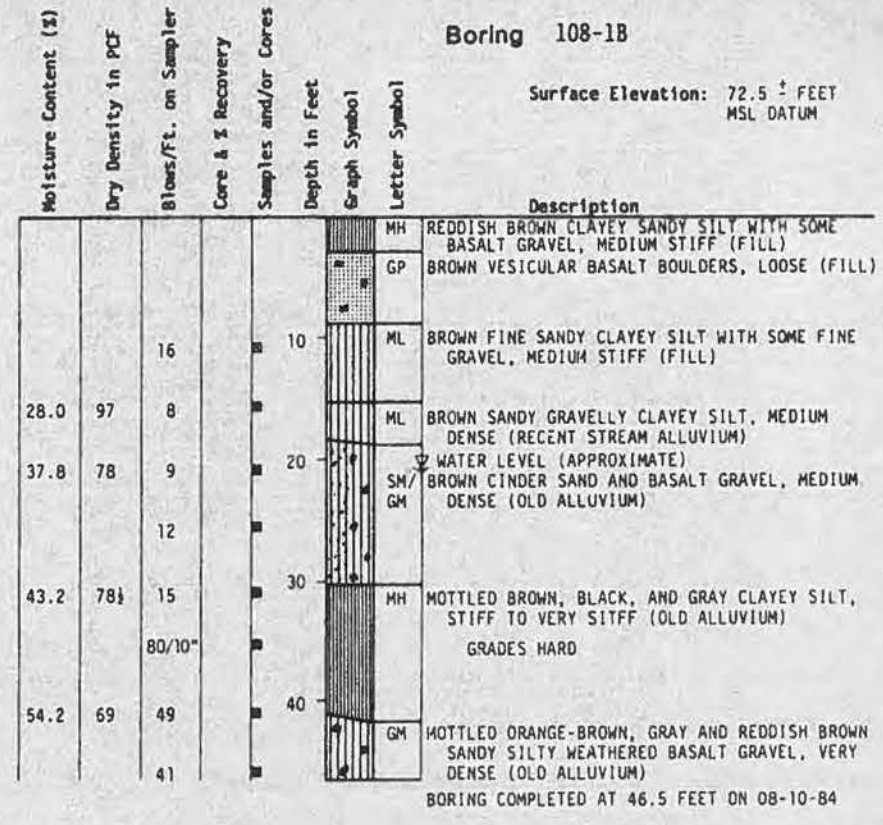 Boring 108-1B
Surface Elevation: 72.5 ± FEET
MSL DATUM
Moisture Content (%)
Dry Density in PCF
Blows/Ft. on Sampler
Core & % Recovery
Samples and/or Cores
Depth in Feet
Graph Symbol
Letter Symbol
Description
MH REDDISH BROWN CLAYEY SANDY SILT WITH SOME
BASALT GRAVEL, MEDIUM STIFF (FILL)
GP BROWN VESICULAR BASALT BOULDERS, LOOSE (FILL)
16 10 ML BROWN FINE SANDY CLAYEY SILT WITH SOME FINE
GRAVEL, MEDIUM STIFF (FILL)
28.0 97 8 ML BROWN SANDY GRAVELLY CLAYEY SILT, MEDIUM
DENSE (RECENT STREAM ALLUVIUM)
20 WATER LEVEL (APPROXIMATE)
37.8 78 9 SM/ BROWN CINDER SAND AND BASALT GRAVEL, MEDIUM
GM DENSE (OLD ALLUVIUM)
12
30
43.2 78½ 15 MH MOTTLED BROWN, BLACK, AND GRAY CLAYEY SILT,
STIFF TO VERY SITFF (OLD ALLUVIUM)
80/10" GRADES HARD
40
54.2 69 49 GM MOTTLED ORANGE-BROWN, GRAY AND REDDISH BROWN
SANDY SILTY WEATHERED BASALT GRAVEL, VERY
41 DENSE (OLD ALLUVIUM)
BORING COMPLETED AT 46.5 FEET ON 08-10-84